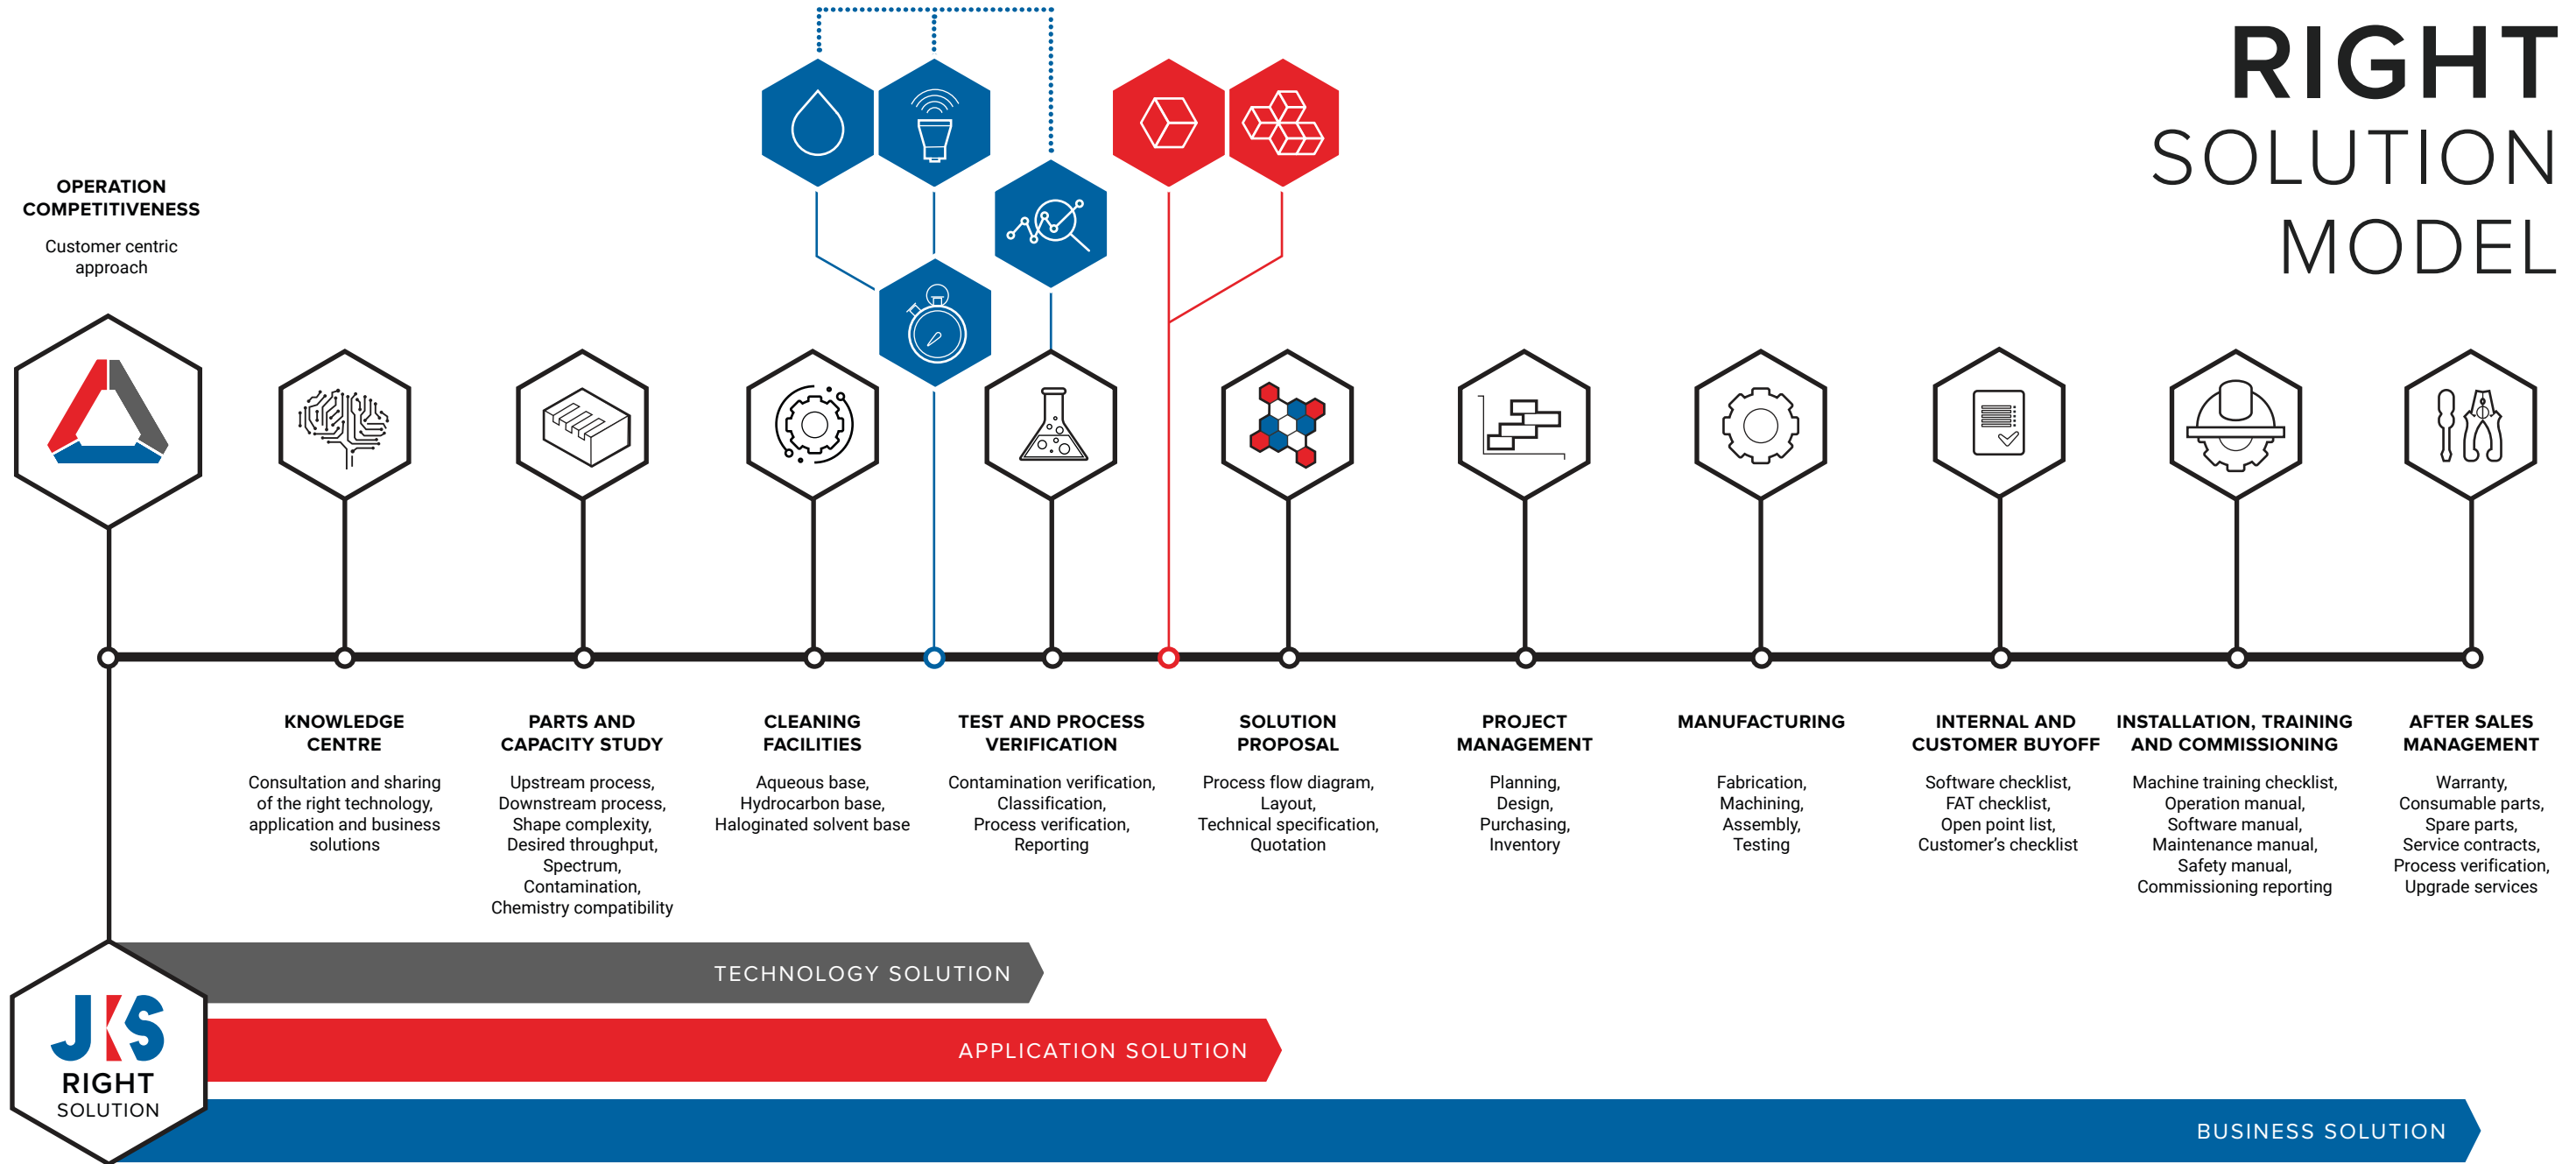 RIGHT
SOLUTION
MODEL
OPERATION
COMPETITIVENESS
Customer centric
approach
KNOWLEDGE
CENTRE
Consultation and sharing
of the right technology,
application and business
solutions
PARTS AND
CAPACITY STUDY
Upstream process,
Downstream process,
Shape complexity,
Desired throughput,
Spectrum,
Contamination,
Chemistry compatibility
CLEANING
FACILITIES
Aqueous base,
Hydrocarbon base,
Haloginated solvent base
TEST AND PROCESS
VERIFICATION
Contamination verification,
Classification,
Process verification,
Reporting
SOLUTION
PROPOSAL
Process flow diagram,
Layout,
Technical specification,
Quotation
PROJECT
MANAGEMENT
Planning,
Design,
Purchasing,
Inventory
MANUFACTURING
Fabrication,
Machining,
Assembly,
Testing
INTERNAL AND
CUSTOMER BUYOFF
Software checklist,
FAT checklist,
Open point list,
Customer's checklist
INSTALLATION, TRAINING
AND COMMISSIONING
Machine training checklist,
Operation manual,
Software manual,
Maintenance manual,
Safety manual,
Commissioning reporting
AFTER SALES
MANAGEMENT
Warranty,
Consumable parts,
Spare parts,
Service contracts,
Process verification,
Upgrade services
JKS
RIGHT
SOLUTION
TECHNOLOGY SOLUTION
APPLICATION SOLUTION
BUSINESS SOLUTION